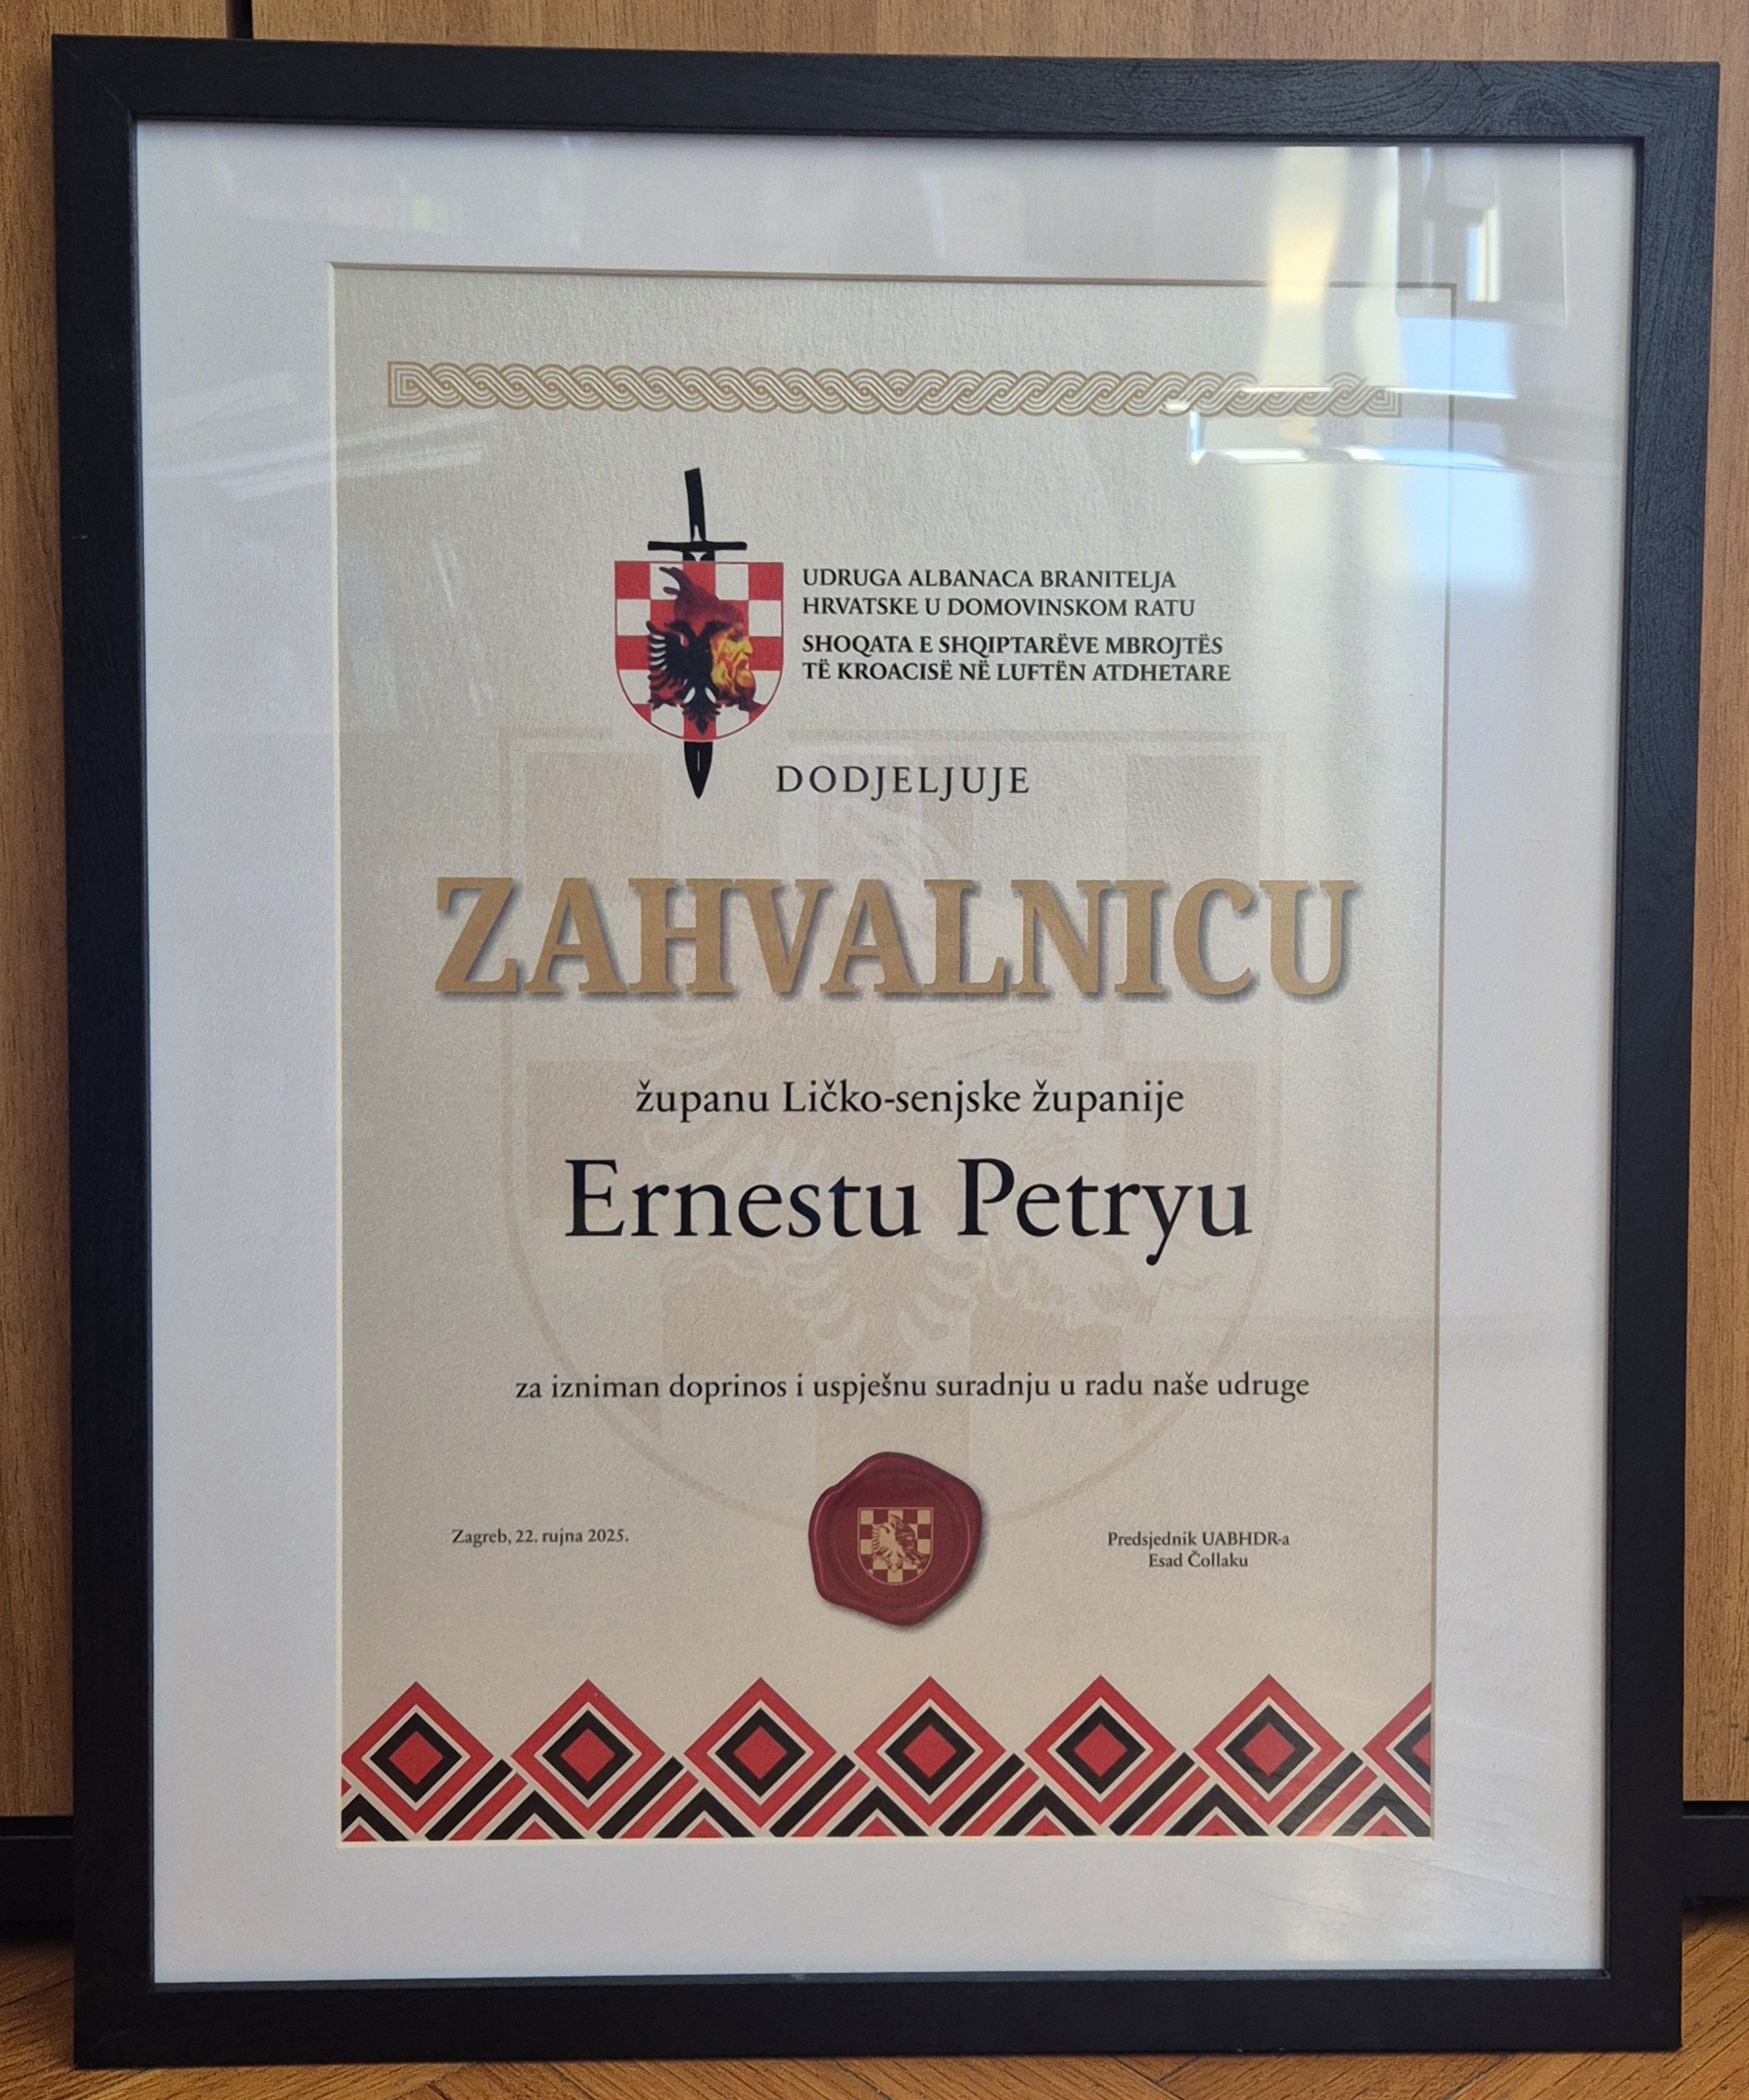 UDRUGA ALBANACA BRANITELJA
HRVATSKE U DOMOVINSKOM RATU
SHOQATA E SHQIPTARËVE MBROJTËS
TË KROACISË NË LUFTËN ATDHETARE
DODJELJUJE
ZAHVALNICU
županu Ličko-senjske županije
Ernestu Petryu
za izniman doprinos i uspješnu suradnju u radu naše udruge
Zagreb, 22. rujna 2025.
Predsjednik UABHDR-a
Esad Čollaku